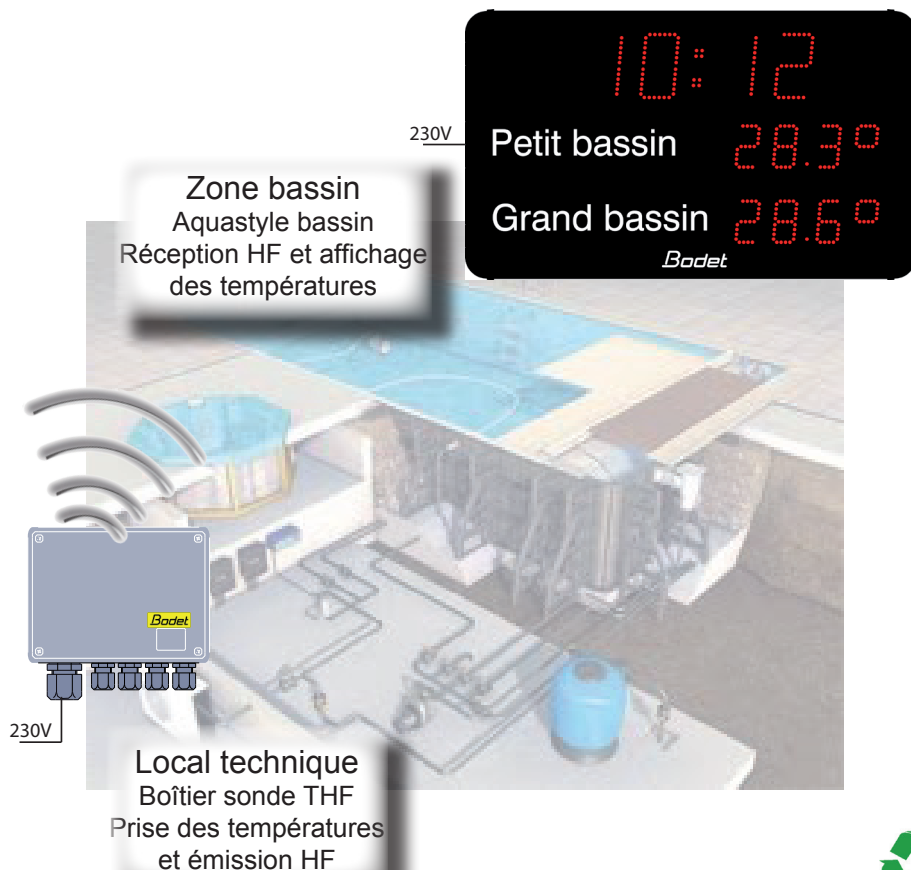 10:12
230V
Petit bassin 28.3°
Grand bassin 28.6°
Bodet
Zone bassin
Aquastyle bassin
Réception HF et affichage
des températures
Bodet
230V
Local technique
Boîtier sonde THF
Prise des températures
et émission HF